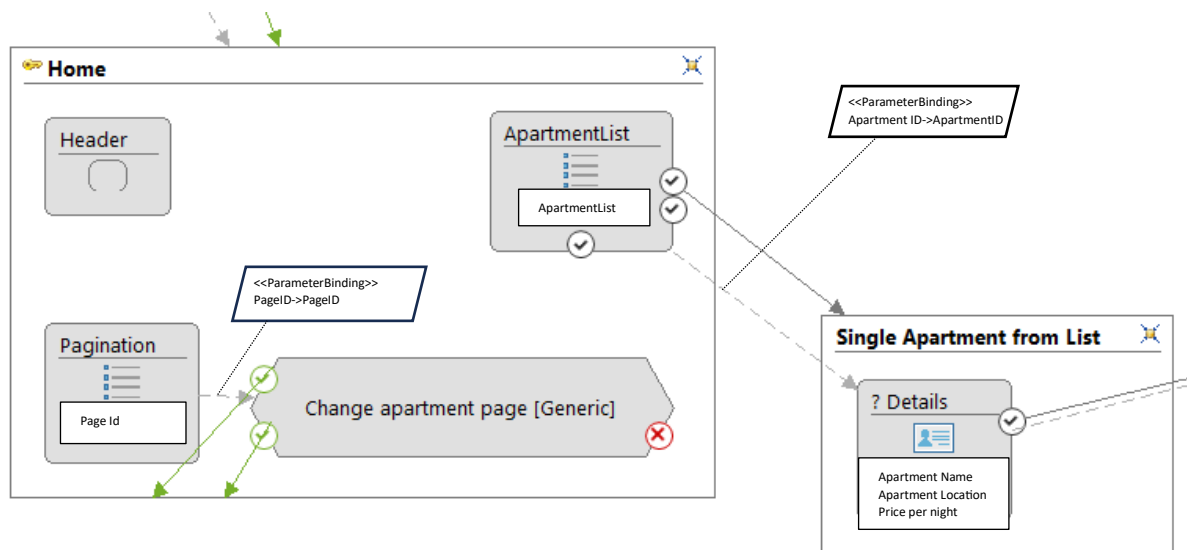 Home
Header
ApartmentList
ApartmentList
<<ParameterBinding>>
Apartment ID->ApartmentID
<<ParameterBinding>>
PageID->PageID
Pagination
Page Id
Change apartment page [Generic]
Single Apartment from List
? Details
Apartment Name
Apartment Location
Price per night